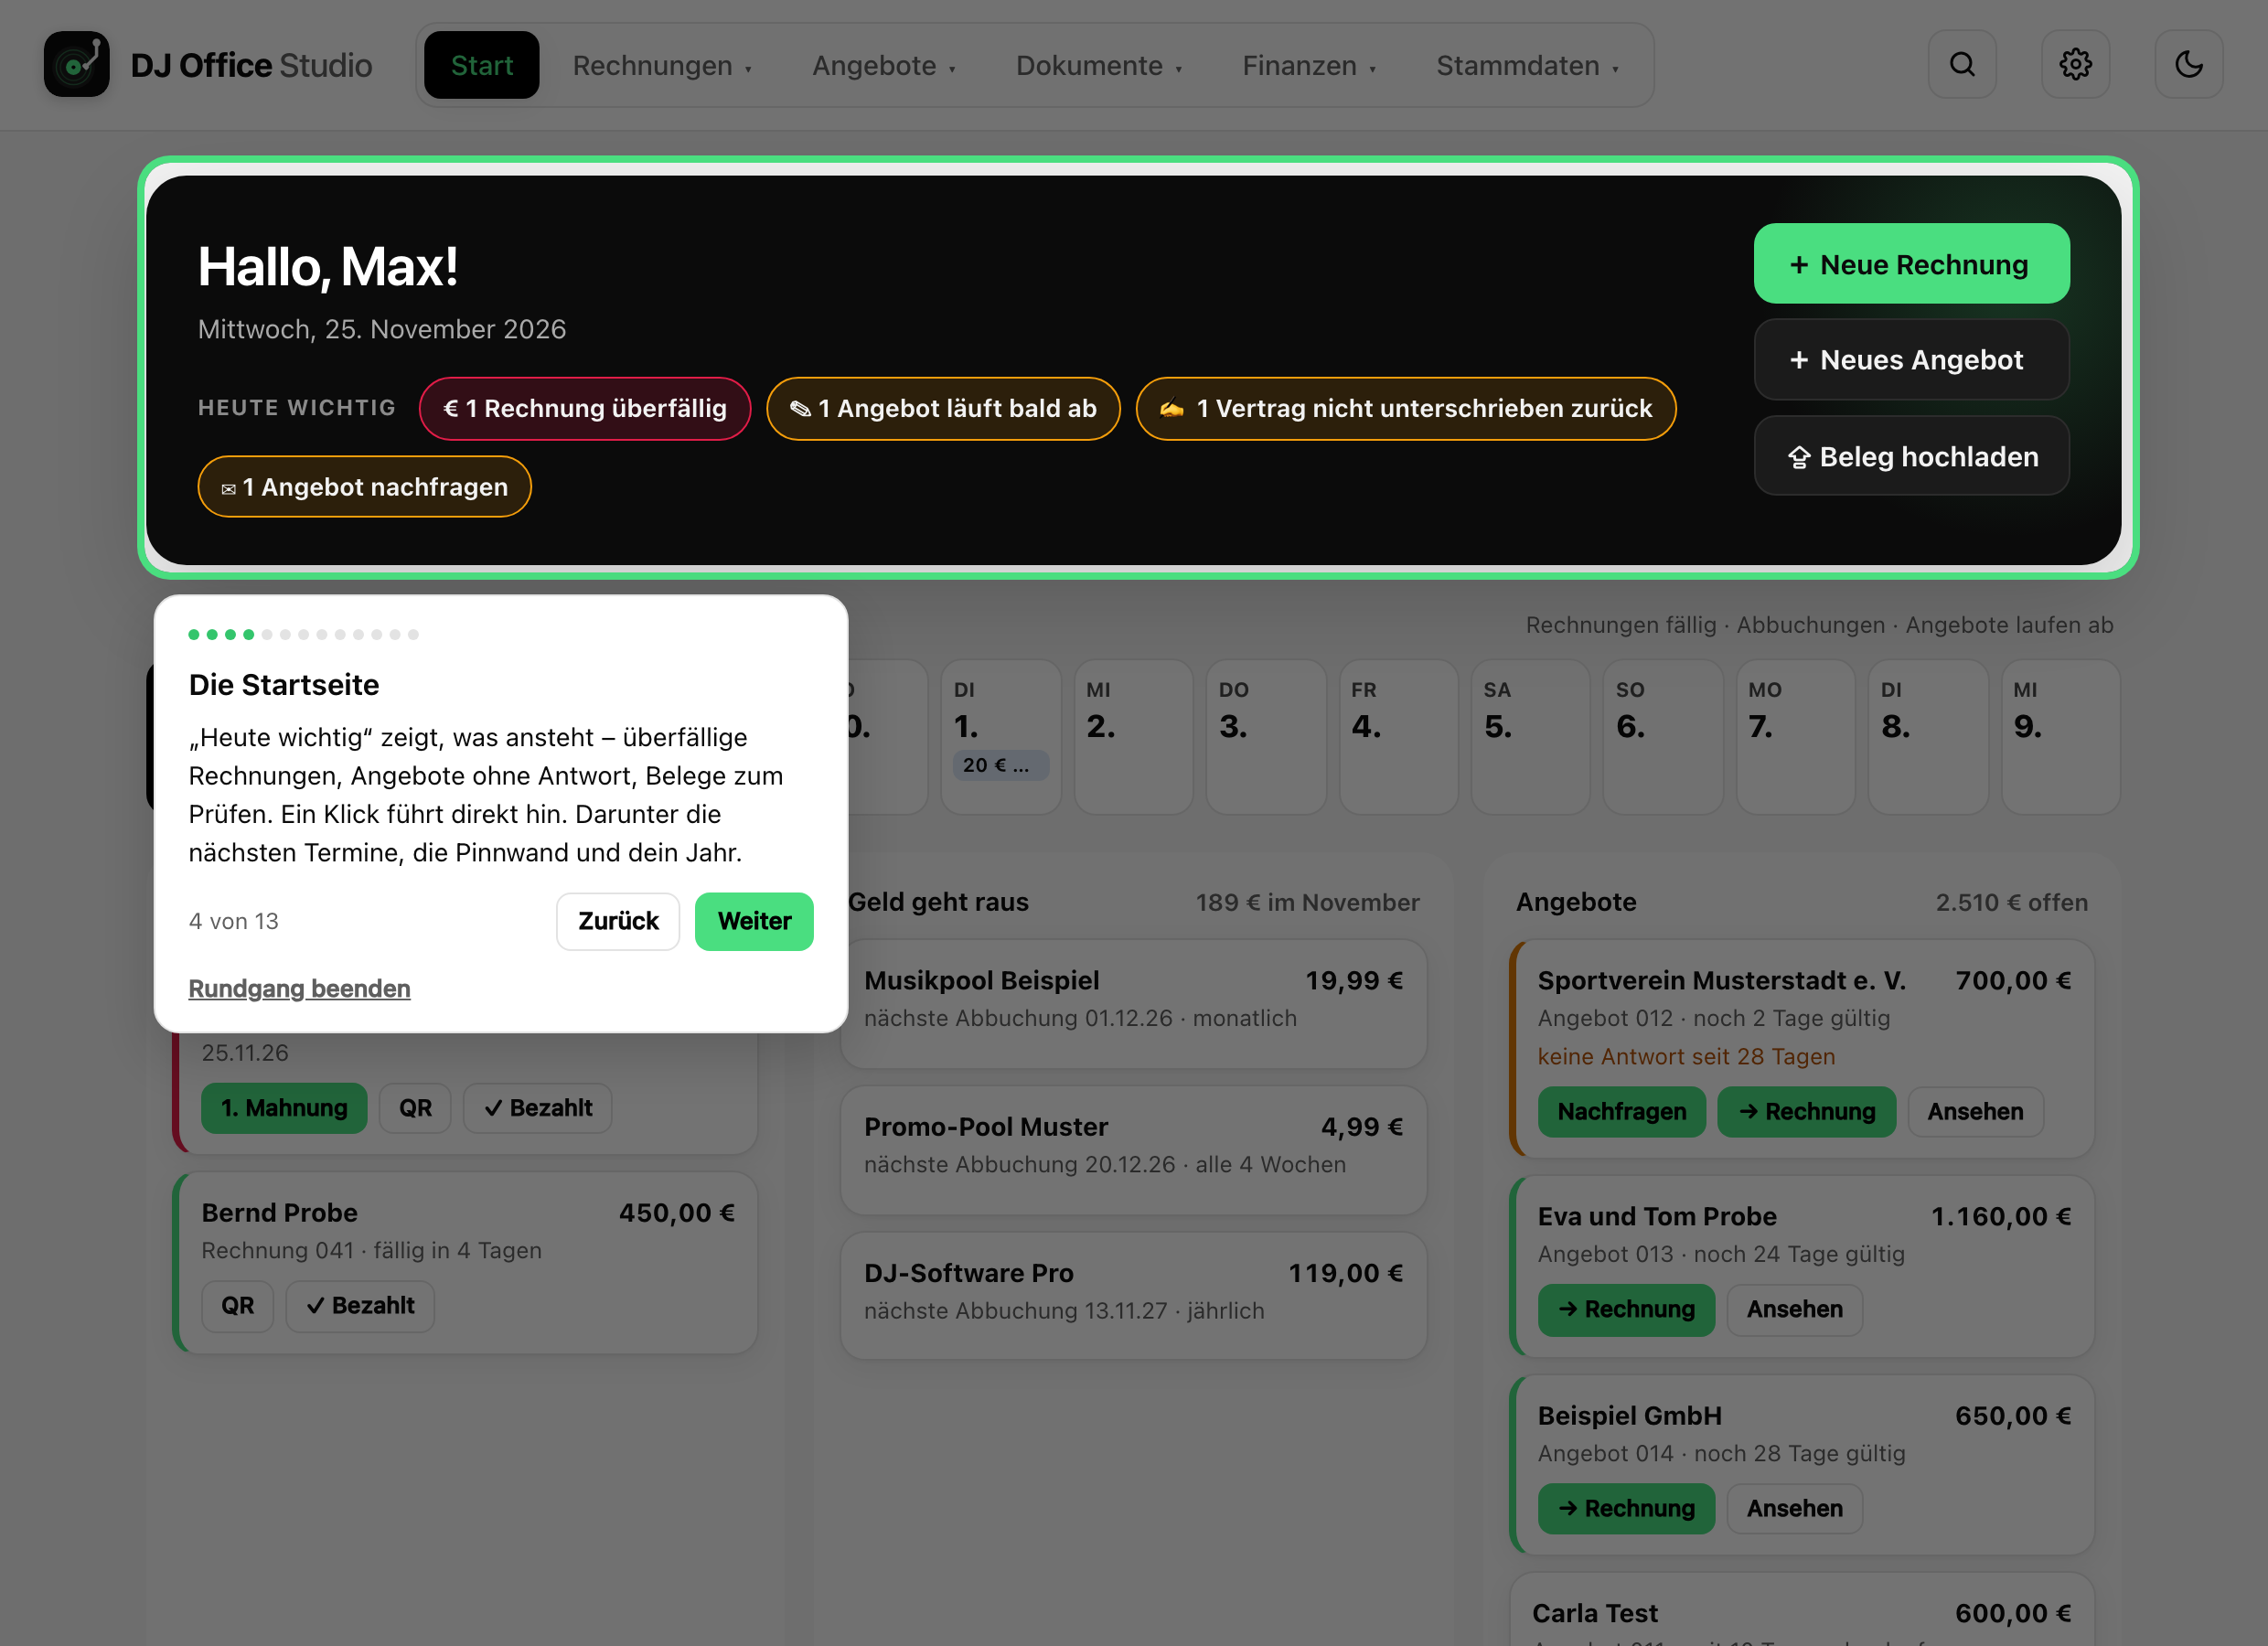 DJ Office Studio
Start
Rechnungen
Angebote
Dokumente
Finanzen
Stammdaten
Hallo, Max!
Mittwoch, 25. November 2026
HEUTE WICHTIG
€ 1 Rechnung überfällig
✎ 1 Angebot läuft bald ab
✍ 1 Vertrag nicht unterschrieben zurück
✉ 1 Angebot nachfragen
+ Neue Rechnung
+ Neues Angebot
⇪ Beleg hochladen
Rechnungen fällig · Abbuchungen · Angebote laufen ab
DI
1.
20 € ...
MI
2.
DO
3.
FR
4.
SA
5.
SO
6.
MO
7.
DI
8.
MI
9.
Die Startseite
„Heute wichtig“ zeigt, was ansteht – überfällige
Rechnungen, Angebote ohne Antwort, Belege zum
Prüfen. Ein Klick führt direkt hin. Darunter die
nächsten Termine, die Pinnwand und dein Jahr.
4 von 13
Zurück
Weiter
Rundgang beenden
25.11.26
1. Mahnung
QR
✓ Bezahlt
Bernd Probe
450,00 €
Rechnung 041 · fällig in 4 Tagen
QR
✓ Bezahlt
Geld geht raus
189 € im November
Musikpool Beispiel
19,99 €
nächste Abbuchung 01.12.26 · monatlich
Promo-Pool Muster
4,99 €
nächste Abbuchung 20.12.26 · alle 4 Wochen
DJ-Software Pro
119,00 €
nächste Abbuchung 13.11.27 · jährlich
Angebote
2.510 € offen
Sportverein Musterstadt e. V.
700,00 €
Angebot 012 · noch 2 Tage gültig
keine Antwort seit 28 Tagen
Nachfragen
→ Rechnung
Ansehen
Eva und Tom Probe
1.160,00 €
Angebot 013 · noch 24 Tage gültig
→ Rechnung
Ansehen
Beispiel GmbH
650,00 €
Angebot 014 · noch 28 Tage gültig
→ Rechnung
Ansehen
Carla Test
600,00 €